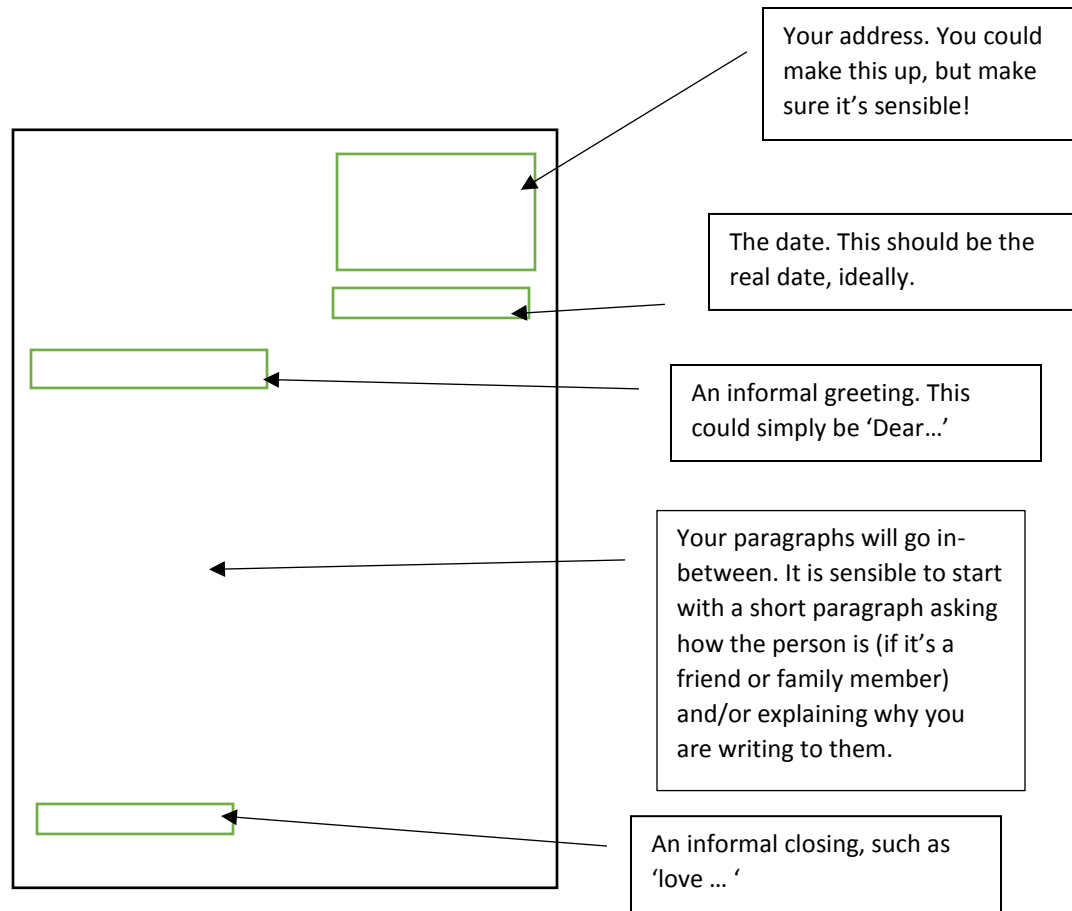 Your address. You could
make this up, but make
sure it’s sensible!
The date. This should be the
real date, ideally.
An informal greeting. This
could simply be ‘Dear…’
Your paragraphs will go in-
between. It is sensible to start
with a short paragraph asking
how the person is (if it’s a
friend or family member)
and/or explaining why you
are writing to them.
An informal closing, such as
‘love … ‘